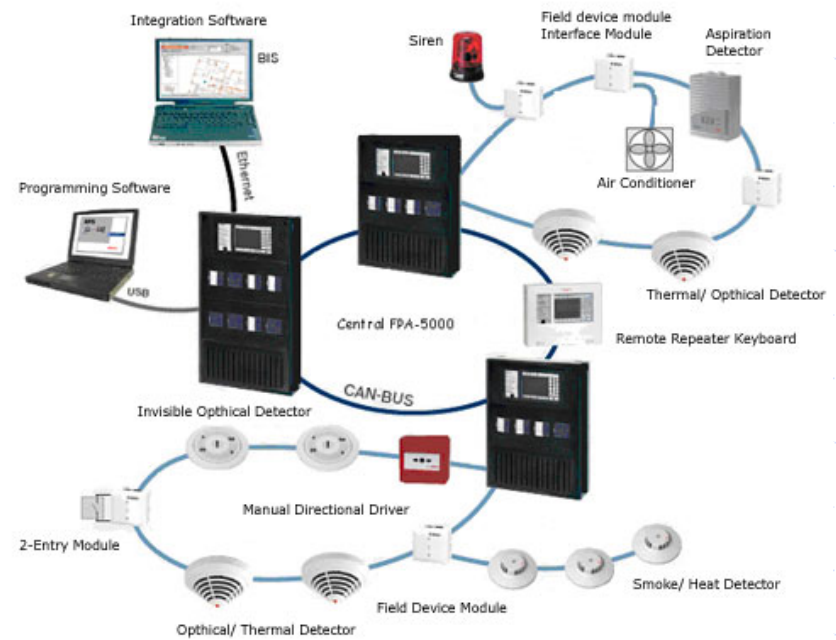 Integration Software
BIS
Siren
Field device module
Interface Module
Aspiration
Detector
Ethernet
Air Conditioner
Programming Software
USB
Thermal/ Opthical Detector
Central FPA-5000
Remote Repeater Keyboard
CAN-BUS
Invisible Opthical Detector
Manual Directional Driver
2-Entry Module
Smoke/ Heat Detector
Field Device Module
Opthical/ Thermal Detector